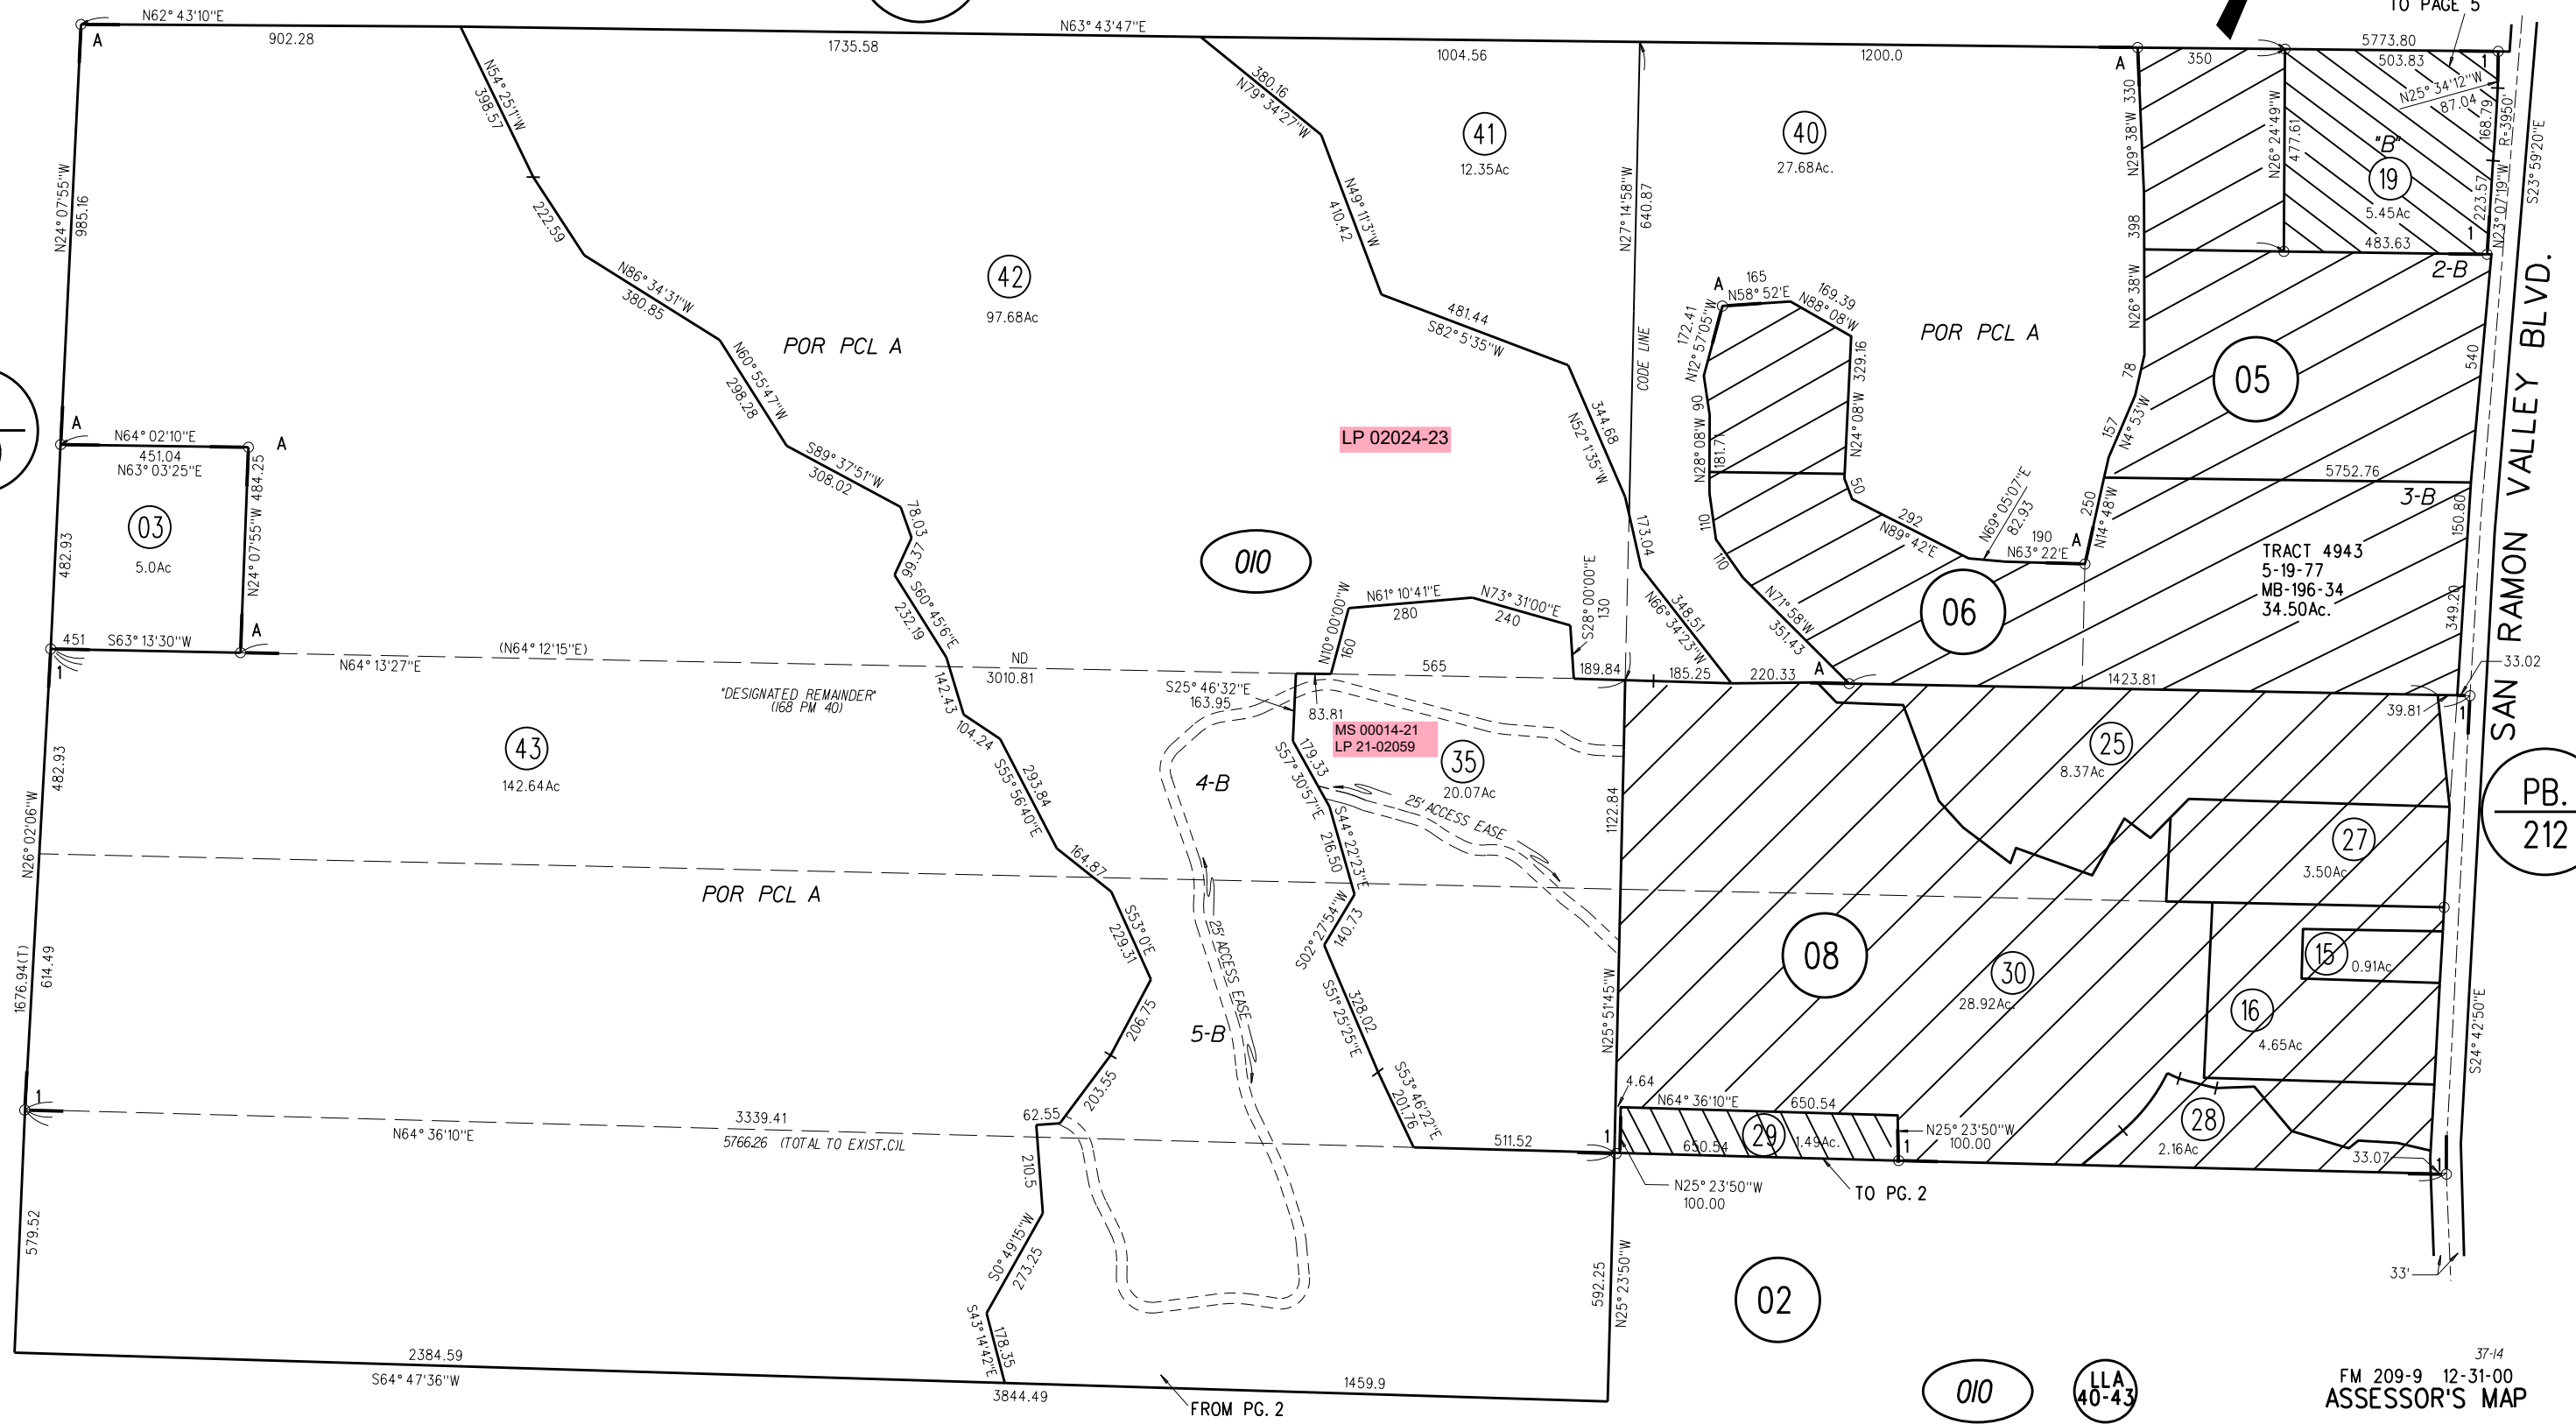 TO PAGE 5
N62° 43'10"E
902.28
1735.58
N63° 43'47"E
1004.56
1200.0
350
5773.80
503.83
A
A
1
N25° 34'12"W
87.04
168.79
R=3950'
N54° 25'1"W
398.57
380.16
N79° 34'27"W
41
12.35Ac
40
27.68Ac.
N29° 38'W 330
N26° 24'49"W
477.61
"B"
19
5.45Ac
S23° 59'20"E
N24° 07'55"W
985.16
222.59
N49° 11'3"W
410.42
N27° 14'58"W
640.87
398
223.57
N23° 07'19"W
1
483.63
2-B
42
97.68Ac
N86° 34'31"W
380.85
A
165
N58° 52'E
169.39
N88° 08'W
N26° 38'W
POR PCL A
481.44
S82° 5'35"W
172.41
N12° 57'05"W
POR PCL A
CODE LINE
329.16
N24° 08'W
78
05
540
N60° 55'47"W
298.28
344.68
N52° 1'35"W
90
N28° 08'W
181.71
157
N4° 53'W
LP 02024-23
A
N64° 02'10"E
A
451.04
N63° 03'25"E
S89° 37'51"W
308.02
5752.76
3-B
03
5.0Ac
482.93
N24° 07'55"W 484.25
78.03
99.37
010
173.04
110
110
50
292
N89° 42'E
N69° 05'07"E
82.93
190
N63° 22'E
A
250
N14° 48'W
150.80
TRACT 4943
5-19-77
MB-196-34
34.50Ac.
SAN RAMON VALLEY BLVD.
S60° 45'6"E
232.19
N10° 00'00"W
160
N61° 10'41"E
280
N73° 31'00"E
240
S28° 00'00"E
130
348.51
N66° 34'23"W
N71° 58'W
351.43
06
349.20
451
S63° 13'30"W
A
1
(N64° 12'15"E)
N64° 13'27"E
ND
3010.81
565
189.84
185.25
220.33
A
1423.81
33.02
39.81
1
"DESIGNATED REMAINDER"
(168 PM 40)
142.43
104.24
S25° 46'32"E
163.95
83.81
MS 00014-21
LP 21-02059
43
142.64Ac
482.93
293.84
S55° 56'40"E
4-B
179.33
S57° 30'57"E
35
20.07Ac
25' ACCESS EASE
25
8.37Ac
PB.
212
N26° 02'06"W
S44° 22'23"E
216.50
1122.84
27
3.50Ac
164.87
POR PCL A
S53° 0'E
229.31
25' ACCESS EASE
S02° 27'54"W
140.73
08
30
28.92Ac.
15
0.91Ac
16
4.65Ac
1676.94(T)
614.49
206.75
5-B
328.02
S51° 25'25"E
N25° 51'45"W
S24° 42'50"E
1
203.55
62.55
3339.41
N64° 36'10"E
5766.26 (TOTAL TO EXIST.C)L
S53° 46'22"E
201.76
511.52
1
4.64
N64° 36'10"E
650.54
29
1.49Ac.
650.54
1
N25° 23'50"W
100.00
28
2.16Ac
33.07
1
N25° 23'50"W
100.00
TO PG. 2
579.52
210.5
S0° 49'15"W
273.25
592.25
N25° 23'50"W
33'
02
S43° 14'42"E
178.35
2384.59
S64° 47'36"W
3844.49
1459.9
FROM PG. 2
010
LLA
40-43
37-14
FM 209-9 12-31-00
ASSESSOR'S MAP